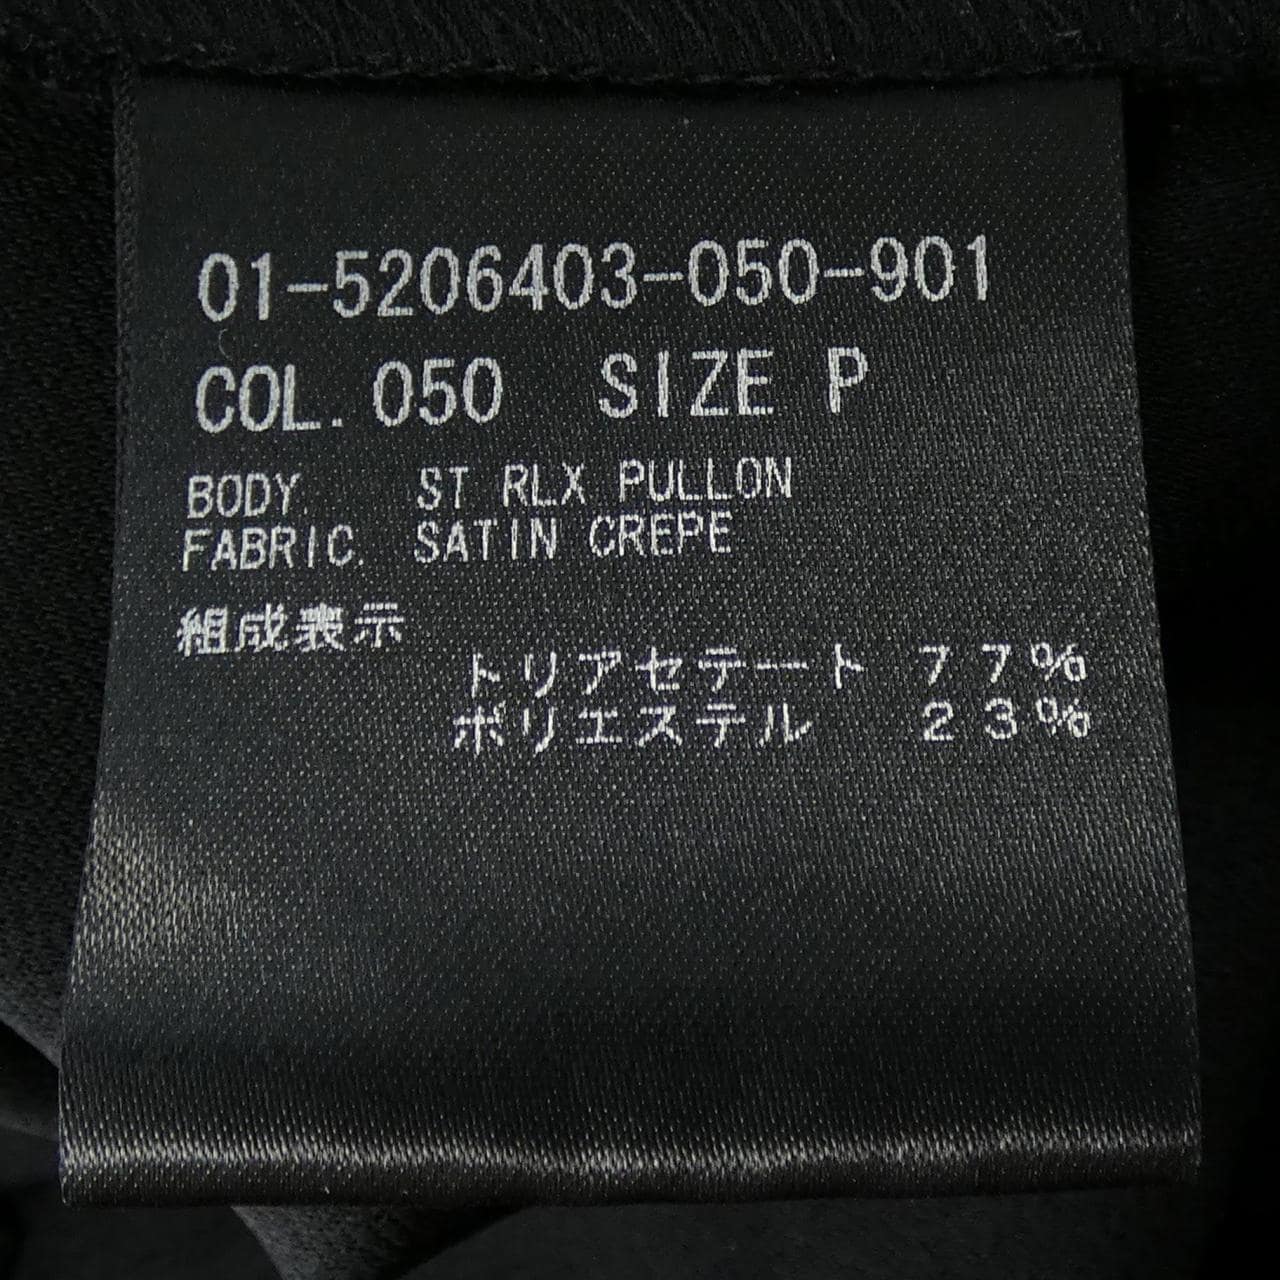 01-5206403-050-901
COL. 050 SIZE P
BODY. ST RLX PULLON
FABRIC. SATIN CREPE
組成表示
トリアセテート 77%
ポリエステル 23%